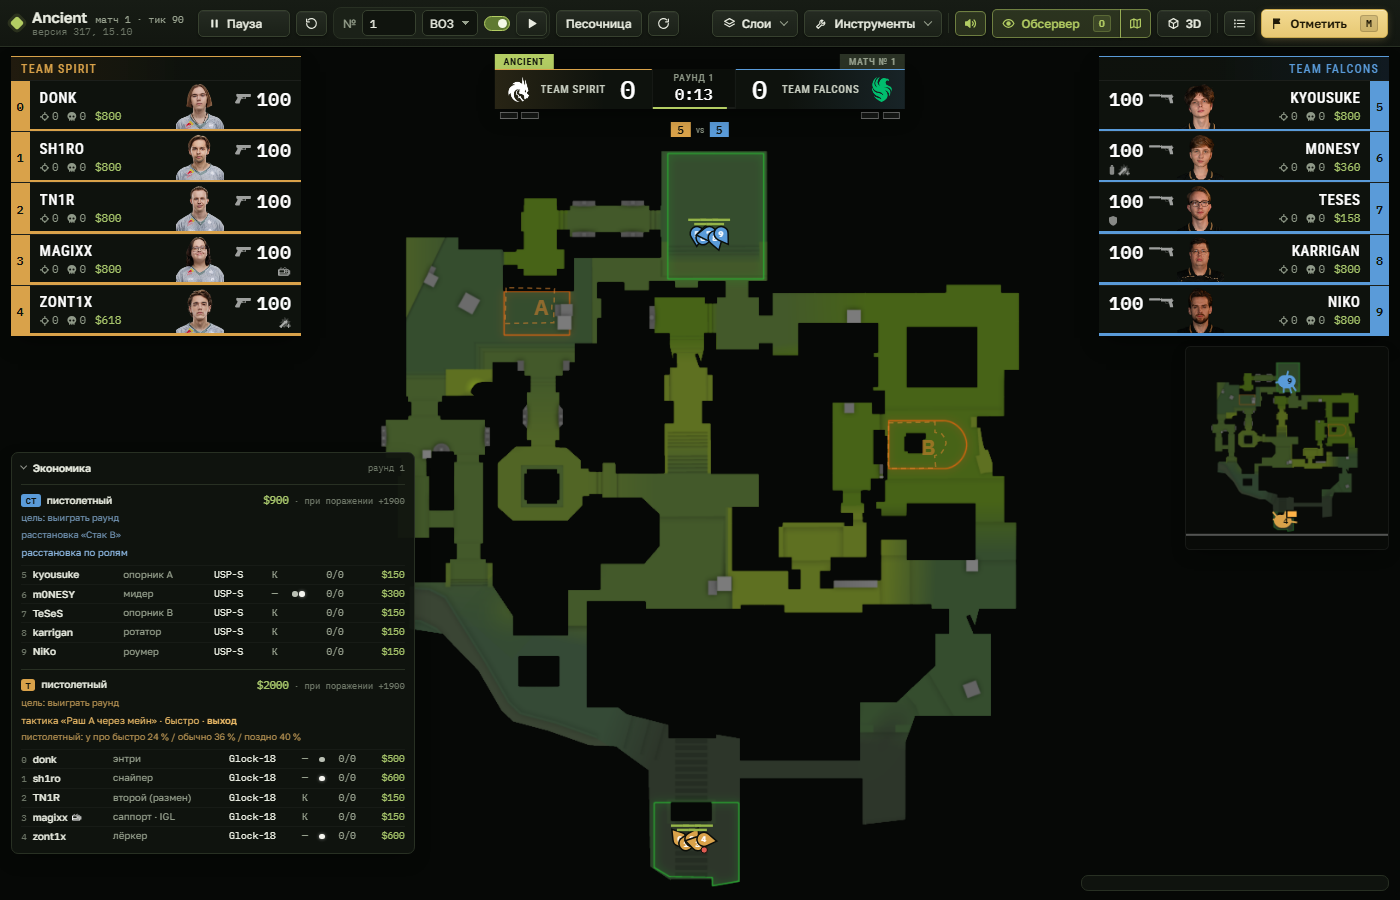 Ancient матч 1 · тик 90
версия 317, 15.10
Пауза
№ 1
BO3
Песочница
Слои
Инструменты
Обсервер 0
3D
Отметить M
TEAM SPIRIT
0 DONK 100
0 0 $800
1 SH1RO 100
0 0 $800
2 TN1R 100
0 0 $800
3 MAGIXX 100
0 0 $800
4 ZONT1X 100
0 0 $618
ANCIENT
МАТЧ № 1
TEAM SPIRIT 0
РАУНД 1
0:13
0 TEAM FALCONS
5 vs 5
TEAM FALCONS
100 KYOUSUKE 5
0 0 $800
100 M0NESY 6
0 0 $360
100 TESES 7
0 0 $158
100 KARRIGAN 8
0 0 $800
100 NIKO 9
0 0 $800
9
A
B
4
9
4
Экономика раунд 1
CT пистолетный $900 · при поражении +1900
цель: выиграть раунд
расстановка «Стак B»
расстановка по ролям
5 kyousuke опорник A USP-S K 0/0 $150
6 m0NESY мидер USP-S — 0/0 $300
7 TeSeS опорник B USP-S K 0/0 $150
8 karrigan ротатор USP-S K 0/0 $150
9 NiKo роумер USP-S K 0/0 $150
T пистолетный $2000 · при поражении +1900
цель: выиграть раунд
тактика «Раш A через мейн» · быстро · выход
пистолетный: у про быстро 24 % / обычно 36 % / поздно 40 %
0 donk энтри Glock-18 — 0/0 $500
1 sh1ro снайпер Glock-18 — 0/0 $600
2 TN1R второй (размен) Glock-18 K 0/0 $150
3 magixx саппорт · IGL Glock-18 K 0/0 $150
4 zont1x лёркер Glock-18 — 0/0 $600